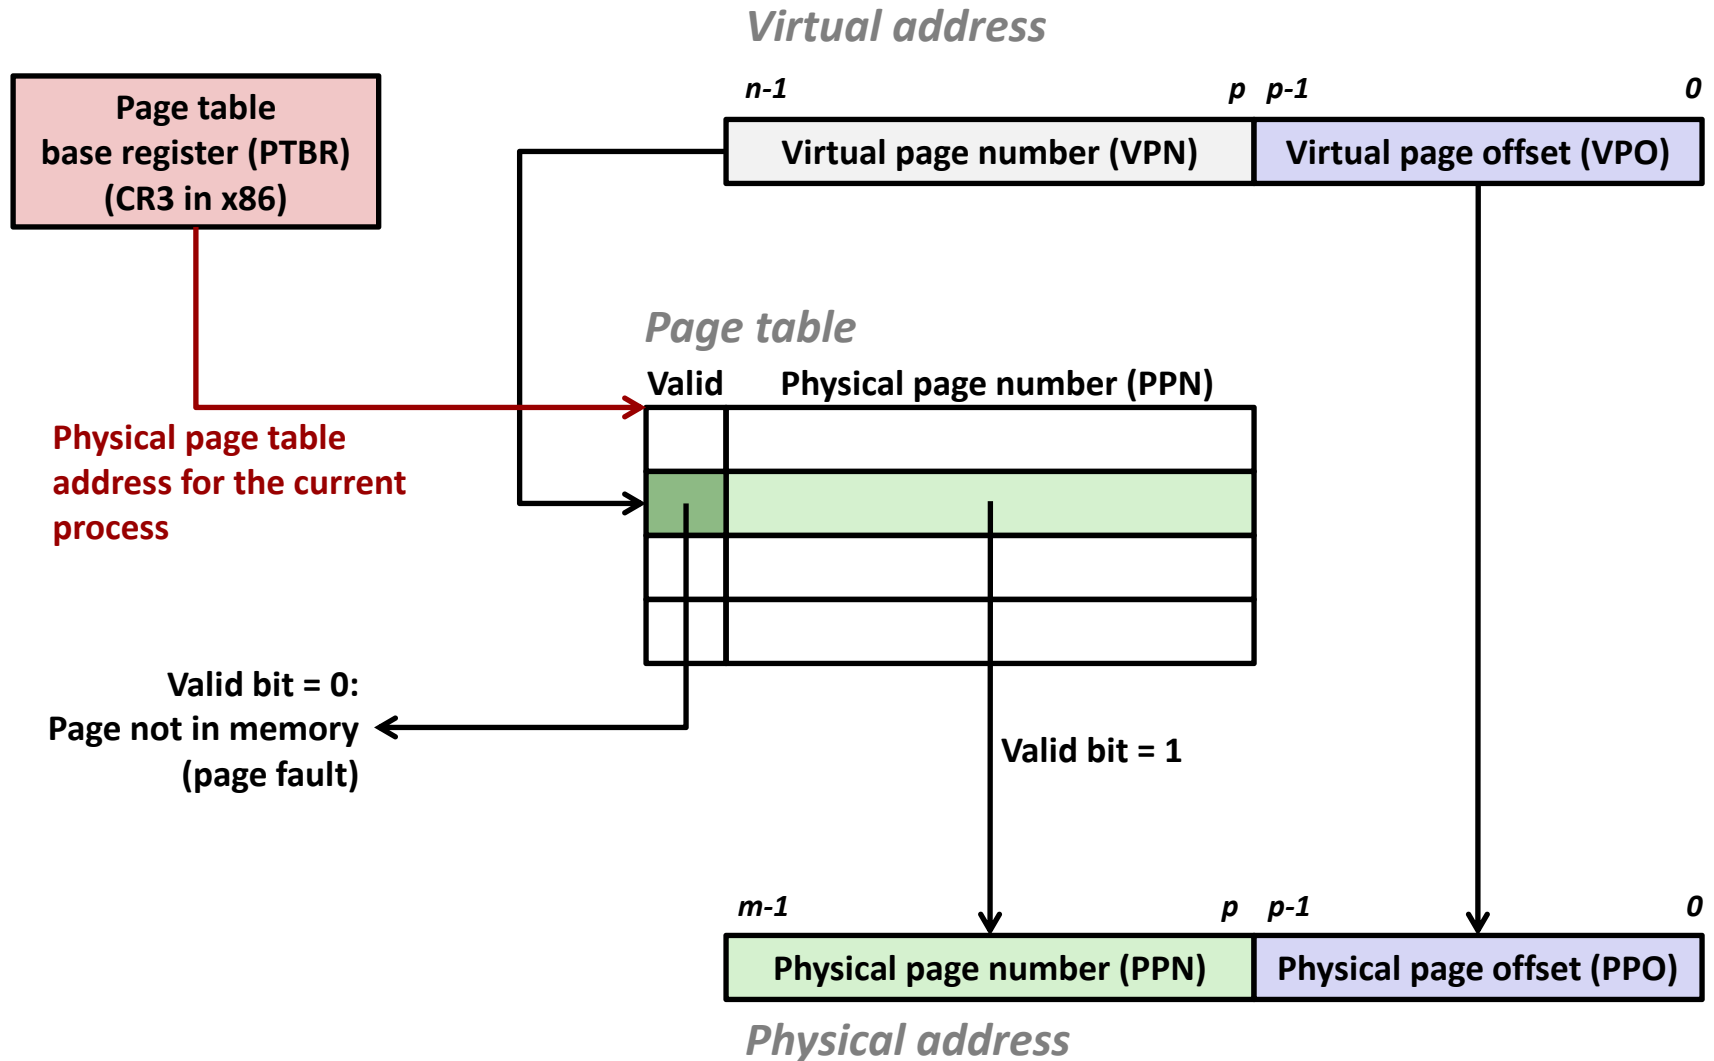 Virtual address
n-1 p p-1 0
Page table
base register (PTBR)
(CR3 in x86)
Virtual page number (VPN) Virtual page offset (VPO)
Page table
Valid Physical page number (PPN)
Physical page table
address for the current
process
Valid bit = 0:
Page not in memory
(page fault)
Valid bit = 1
m-1 p p-1 0
Physical page number (PPN) Physical page offset (PPO)
Physical address